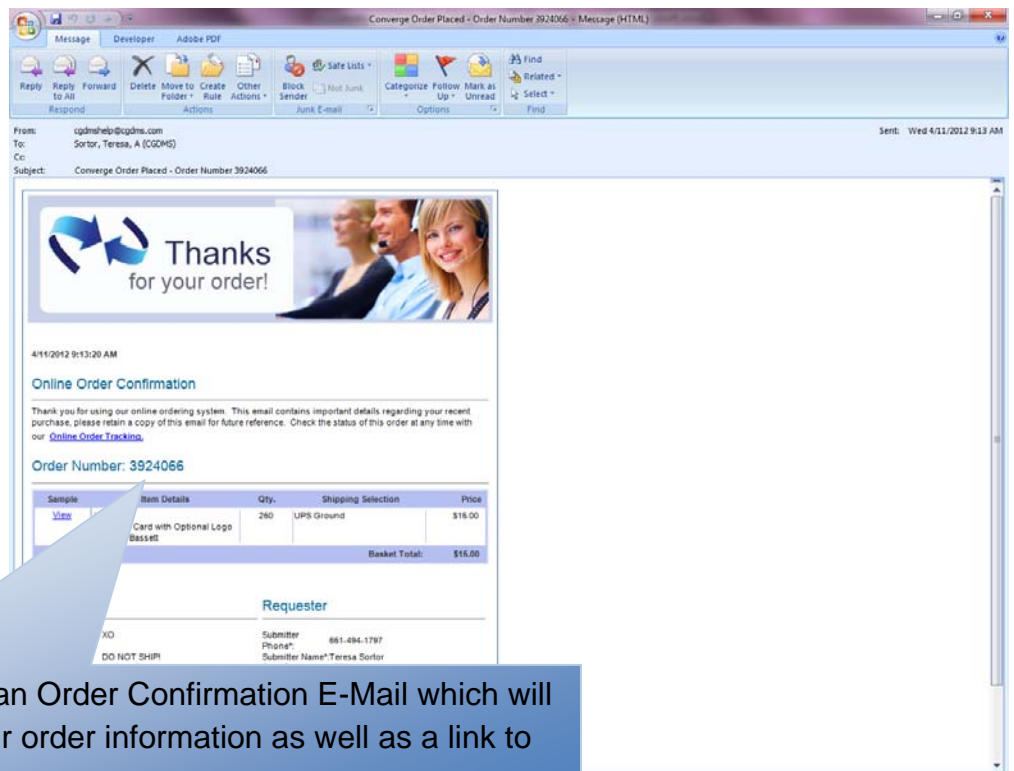 Converge Order Placed - Order Number 3924066 - Message (HTML)
Message Developer Adobe PDF
Reply Reply to All Forward Delete Move to Folder Create Rule Other Actions Block Sender Safe Lists Not Junk Categorize Follow Up Mark as Unread Find Related Select
Respond Actions Junk E-mail Options Find
From: cgdmshelp@cgdms.com Sent: Wed 4/11/2012 9:13 AM
To: Sortor, Teresa, A (CGDMS)
Cc:
Subject: Converge Order Placed - Order Number 3924066
Thanks
for your order!
4/11/2012 9:13:20 AM
Online Order Confirmation
Thank you for using our online ordering system. This email contains important details regarding your recent
purchase, please retain a copy of this email for future reference. Check the status of this order at any time with
our Online Order Tracking.
Order Number: 3924066
Sample Item Details Qty. Shipping Selection Price
View 260 UPS Ground $16.00
Card with Optional Logo
Bassett
Basket Total: $16.00
Requester
XO Submitter Phone*: 661-494-1797
DO NOT SHIP! Submitter Name*:Teresa Sortor
an Order Confirmation E-Mail which will
r order information as well as a link to